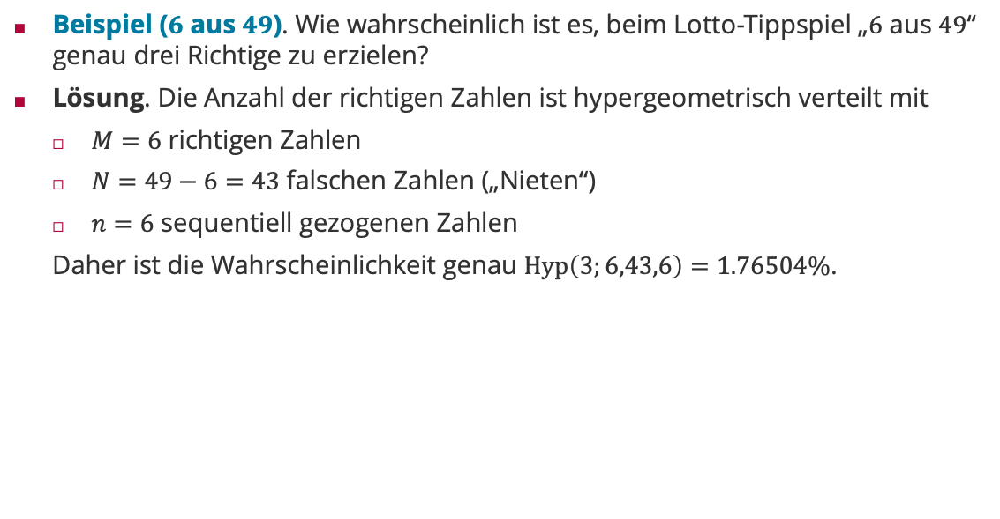 Beispiel (6 aus 49). Wie wahrscheinlich ist es, beim Lotto-Tippspiel „6 aus 49“
genau drei Richtige zu erzielen?
Lösung. Die Anzahl der richtigen Zahlen ist hypergeometrisch verteilt mit
M = 6 richtigen Zahlen
N = 49 − 6 = 43 falschen Zahlen („Nieten“)
n = 6 sequentiell gezogenen Zahlen
Daher ist die Wahrscheinlichkeit genau Hyp(3; 6,43,6) = 1.76504%.